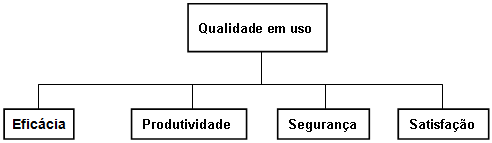 Qualidade em uso
Eficácia
Produtividade
Segurança
Satisfação